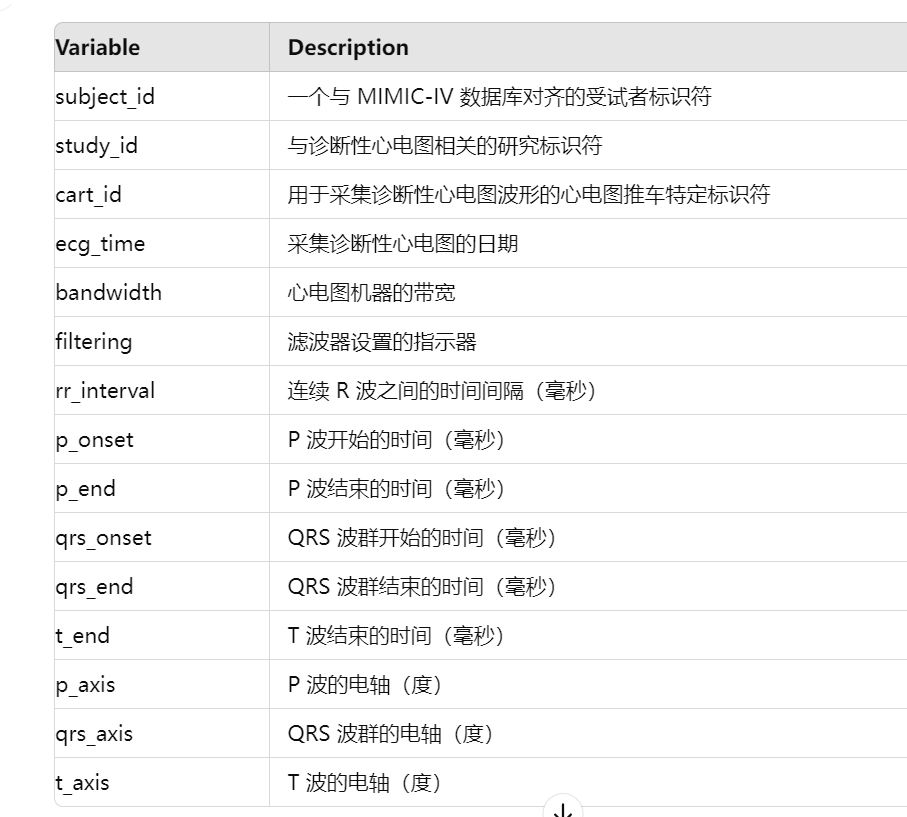 Variable Description
subject_id 一个与 MIMIC-IV 数据库对齐的受试者标识符
study_id 与诊断性心电图相关的研究标识符
cart_id 用于采集诊断性心电图波形的心电图推车特定标识符
ecg_time 采集诊断性心电图的日期
bandwidth 心电图机器的带宽
filtering 滤波器设置的指示器
rr_interval 连续 R 波之间的时间间隔（毫秒）
p_onset P 波开始的时间（毫秒）
p_end P 波结束的时间（毫秒）
qrs_onset QRS 波群开始的时间（毫秒）
qrs_end QRS 波群结束的时间（毫秒）
t_end T 波结束的时间（毫秒）
p_axis P 波的电轴（度）
qrs_axis QRS 波群的电轴（度）
t_axis T 波的电轴（度）